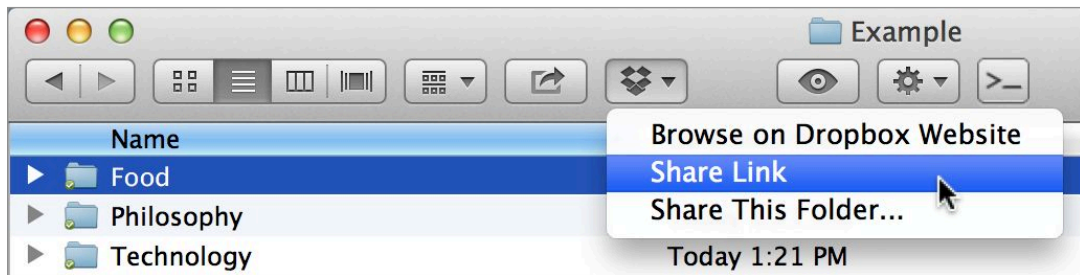 Example
Name
Browse on Dropbox Website
Food
Share Link
Philosophy
Share This Folder...
Technology
Today 1:21 PM